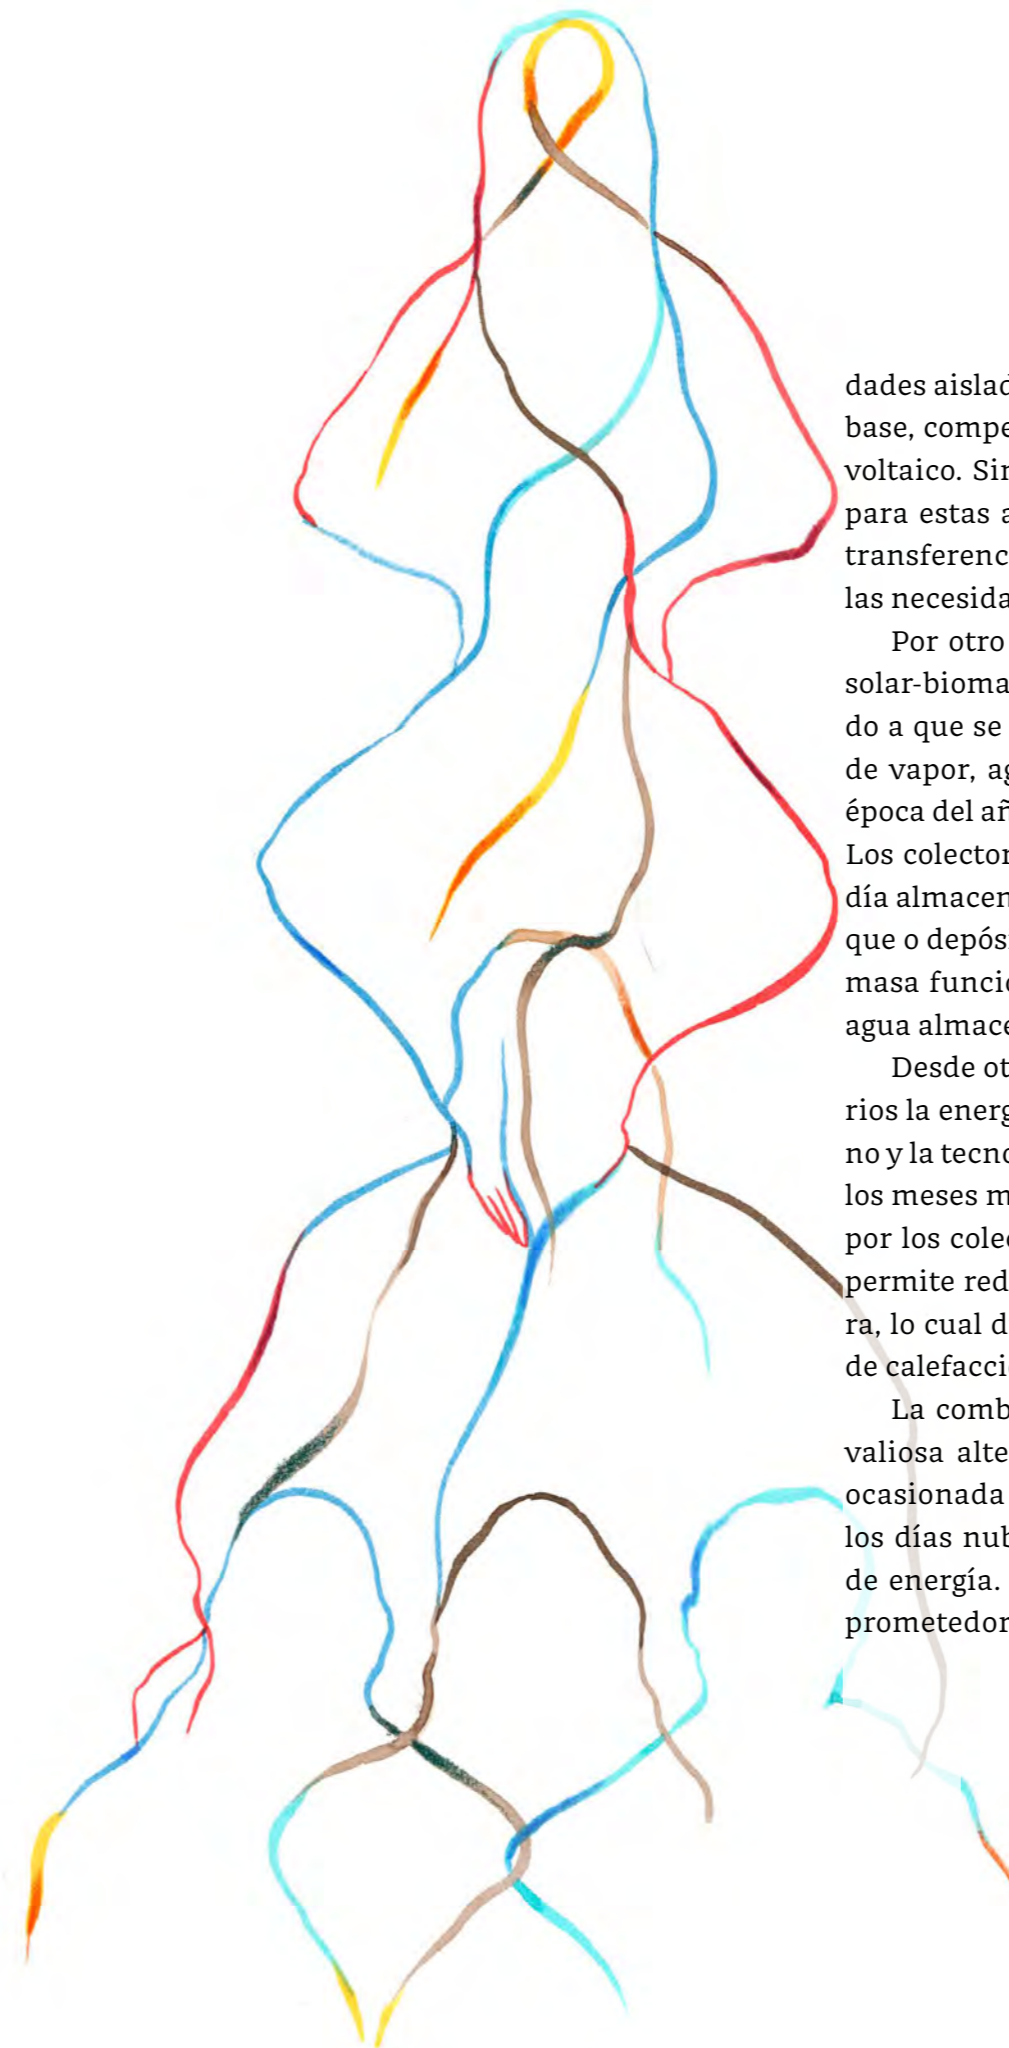 dades aislad
base, compe
voltaico. Sin
para estas a
transferenc
las necesida
Por otro
solar-bioma
do a que se
de vapor, ag
época del añ
Los colector
día almacen
que o depósi
masa funcio
agua almace
Desde ot
rios la energ
no y la tecno
los meses m
por los colec
permite red
ra, lo cual d
de calefacci
La comb
valiosa alte
ocasionada
los días nub
de energía.
prometedor